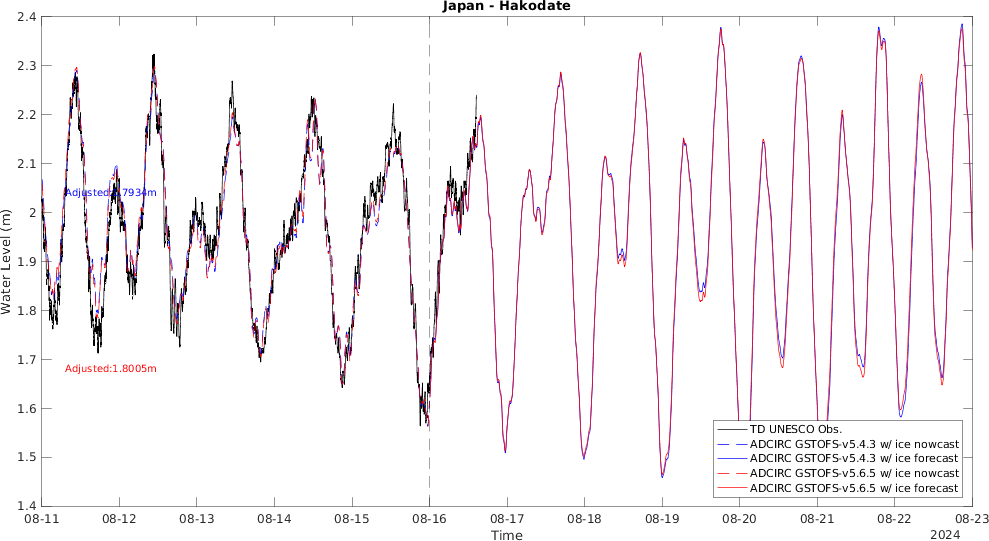 Japan - Hakodate
2.4
2.3
2.2
2.1
2
1.9
1.8
1.7
1.6
1.5
1.4
Water Level (m)
Adjusted:1.7934m
Adjusted:1.8005m
TD UNESCO Obs.
ADCIRC GSTOFS-v5.4.3 w/ ice nowcast
ADCIRC GSTOFS-v5.4.3 w/ ice forecast
ADCIRC GSTOFS-v5.6.5 w/ ice nowcast
ADCIRC GSTOFS-v5.6.5 w/ ice forecast
08-11 08-12 08-13 08-14 08-15 08-16 08-17 08-18 08-19 08-20 08-21 08-22 08-23
Time
2024